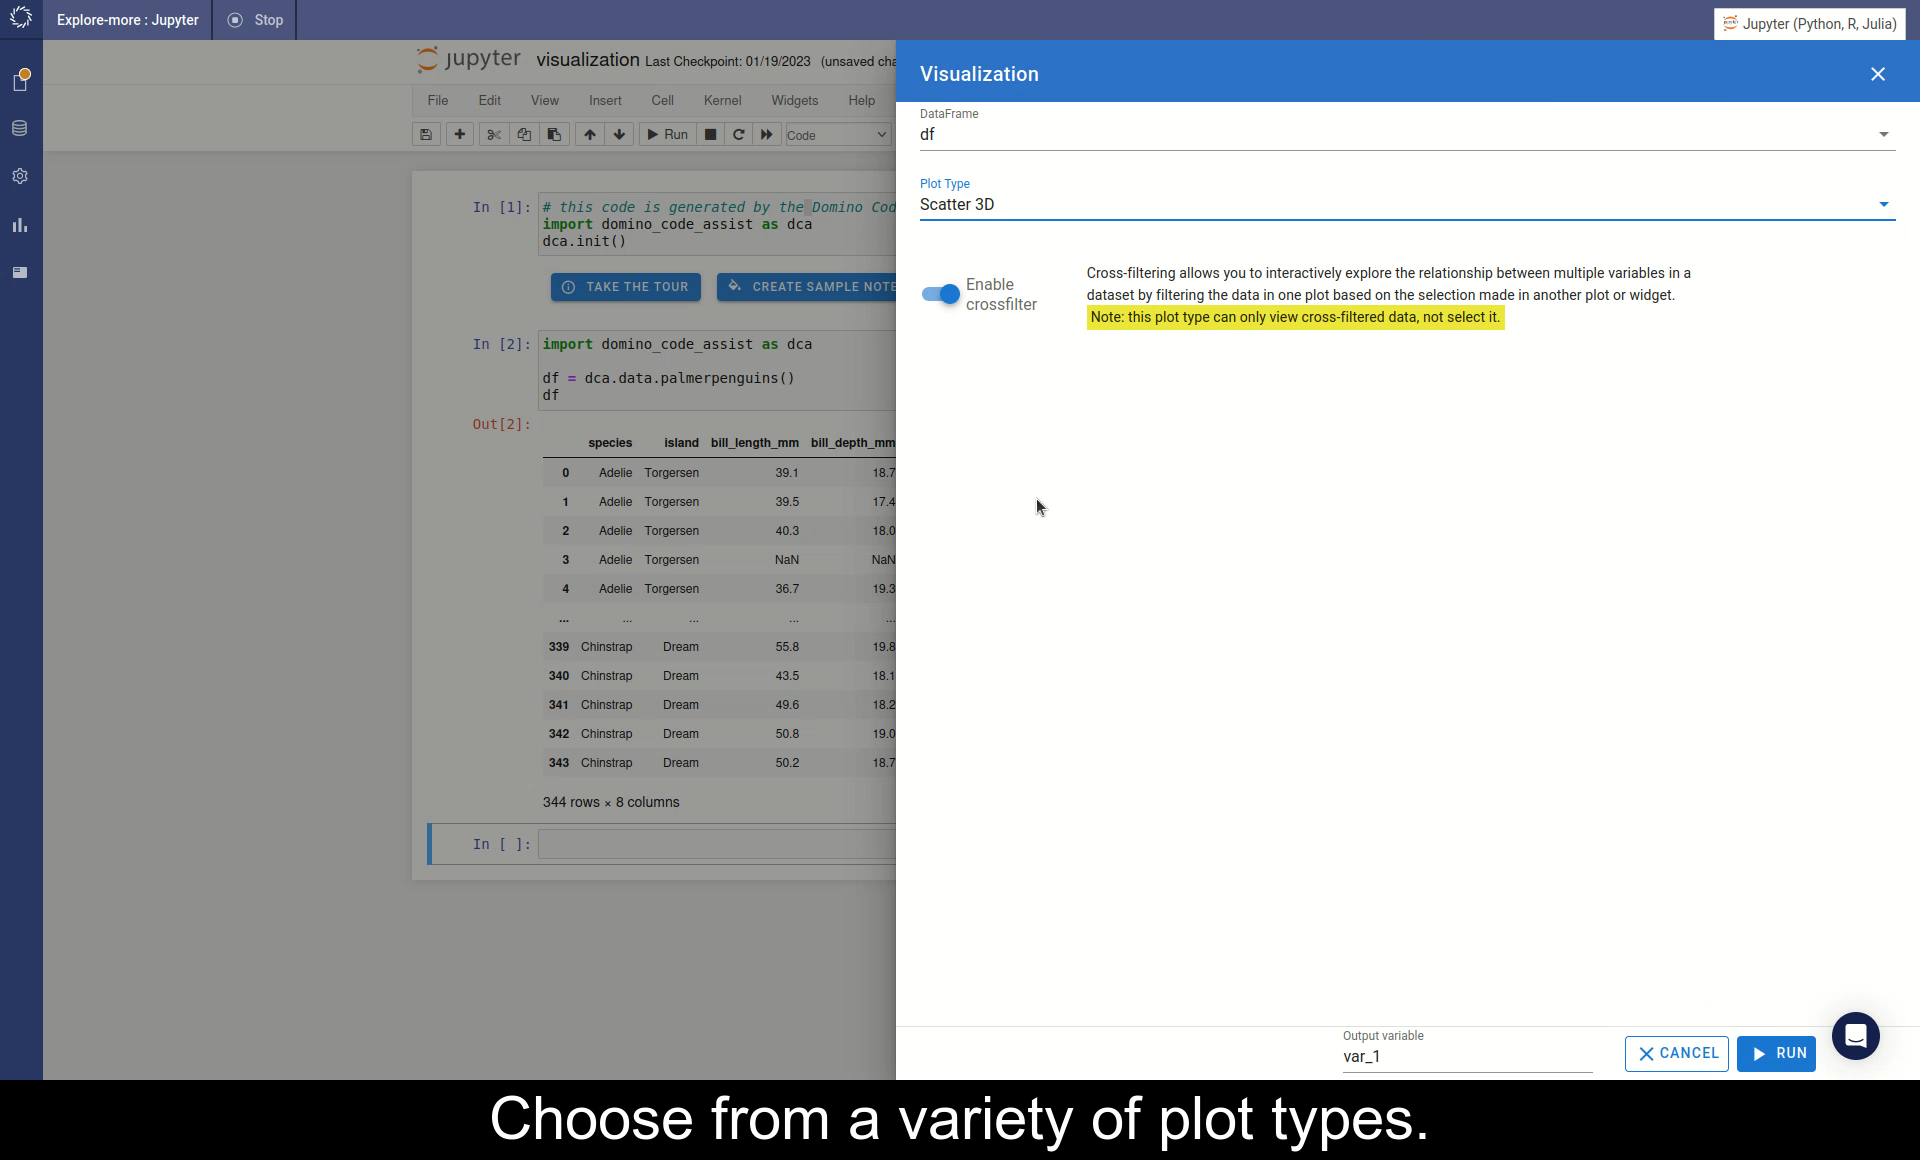 Explore-more : Jupyter
Stop
Jupyter (Python, R, Julia)
jupyter visualization Last Checkpoint: 01/19/2023 (unsaved cha
File Edit View Insert Cell Kernel Widgets Help
Run Code
In [1]: # this code is generated by the Domino Cod
import domino_code_assist as dca
dca.init()
TAKE THE TOUR CREATE SAMPLE NOTE
In [2]: import domino_code_assist as dca
df = dca.data.palmerpenguins()
df
Out[2]:
species island bill_length_mm bill_depth_mm
0 Adelie Torgersen 39.1 18.7
1 Adelie Torgersen 39.5 17.4
2 Adelie Torgersen 40.3 18.0
3 Adelie Torgersen NaN NaN
4 Adelie Torgersen 36.7 19.3
... ... ... ... ...
339 Chinstrap Dream 55.8 19.8
340 Chinstrap Dream 43.5 18.1
341 Chinstrap Dream 49.6 18.2
342 Chinstrap Dream 50.8 19.0
343 Chinstrap Dream 50.2 18.7
344 rows × 8 columns
In [ ]:
Visualization
DataFrame
df
Plot Type
Scatter 3D
Enable
crossfilter
Cross-filtering allows you to interactively explore the relationship between multiple variables in a
dataset by filtering the data in one plot based on the selection made in another plot or widget.
Note: this plot type can only view cross-filtered data, not select it.
Output variable
var_1
CANCEL
RUN
Choose from a variety of plot types.